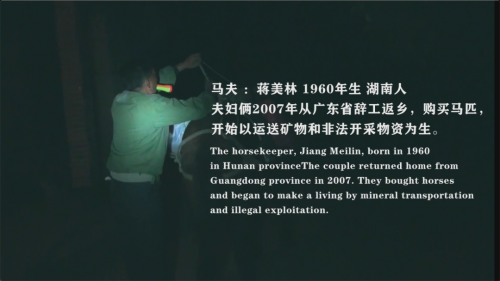 马夫 ：蒋美林 1960年生 湖南人
夫妇俩2007年从广东省辞工返乡，购买马匹，
开始以运送矿物和非法开采物资为生。
The horsekeeper, Jiang Meilin, born in 1960
in Hunan provinceThe couple returned home from
Guangdong province in 2007. They bought horses
and began to make a living by mineral transportation
and illegal exploitation.